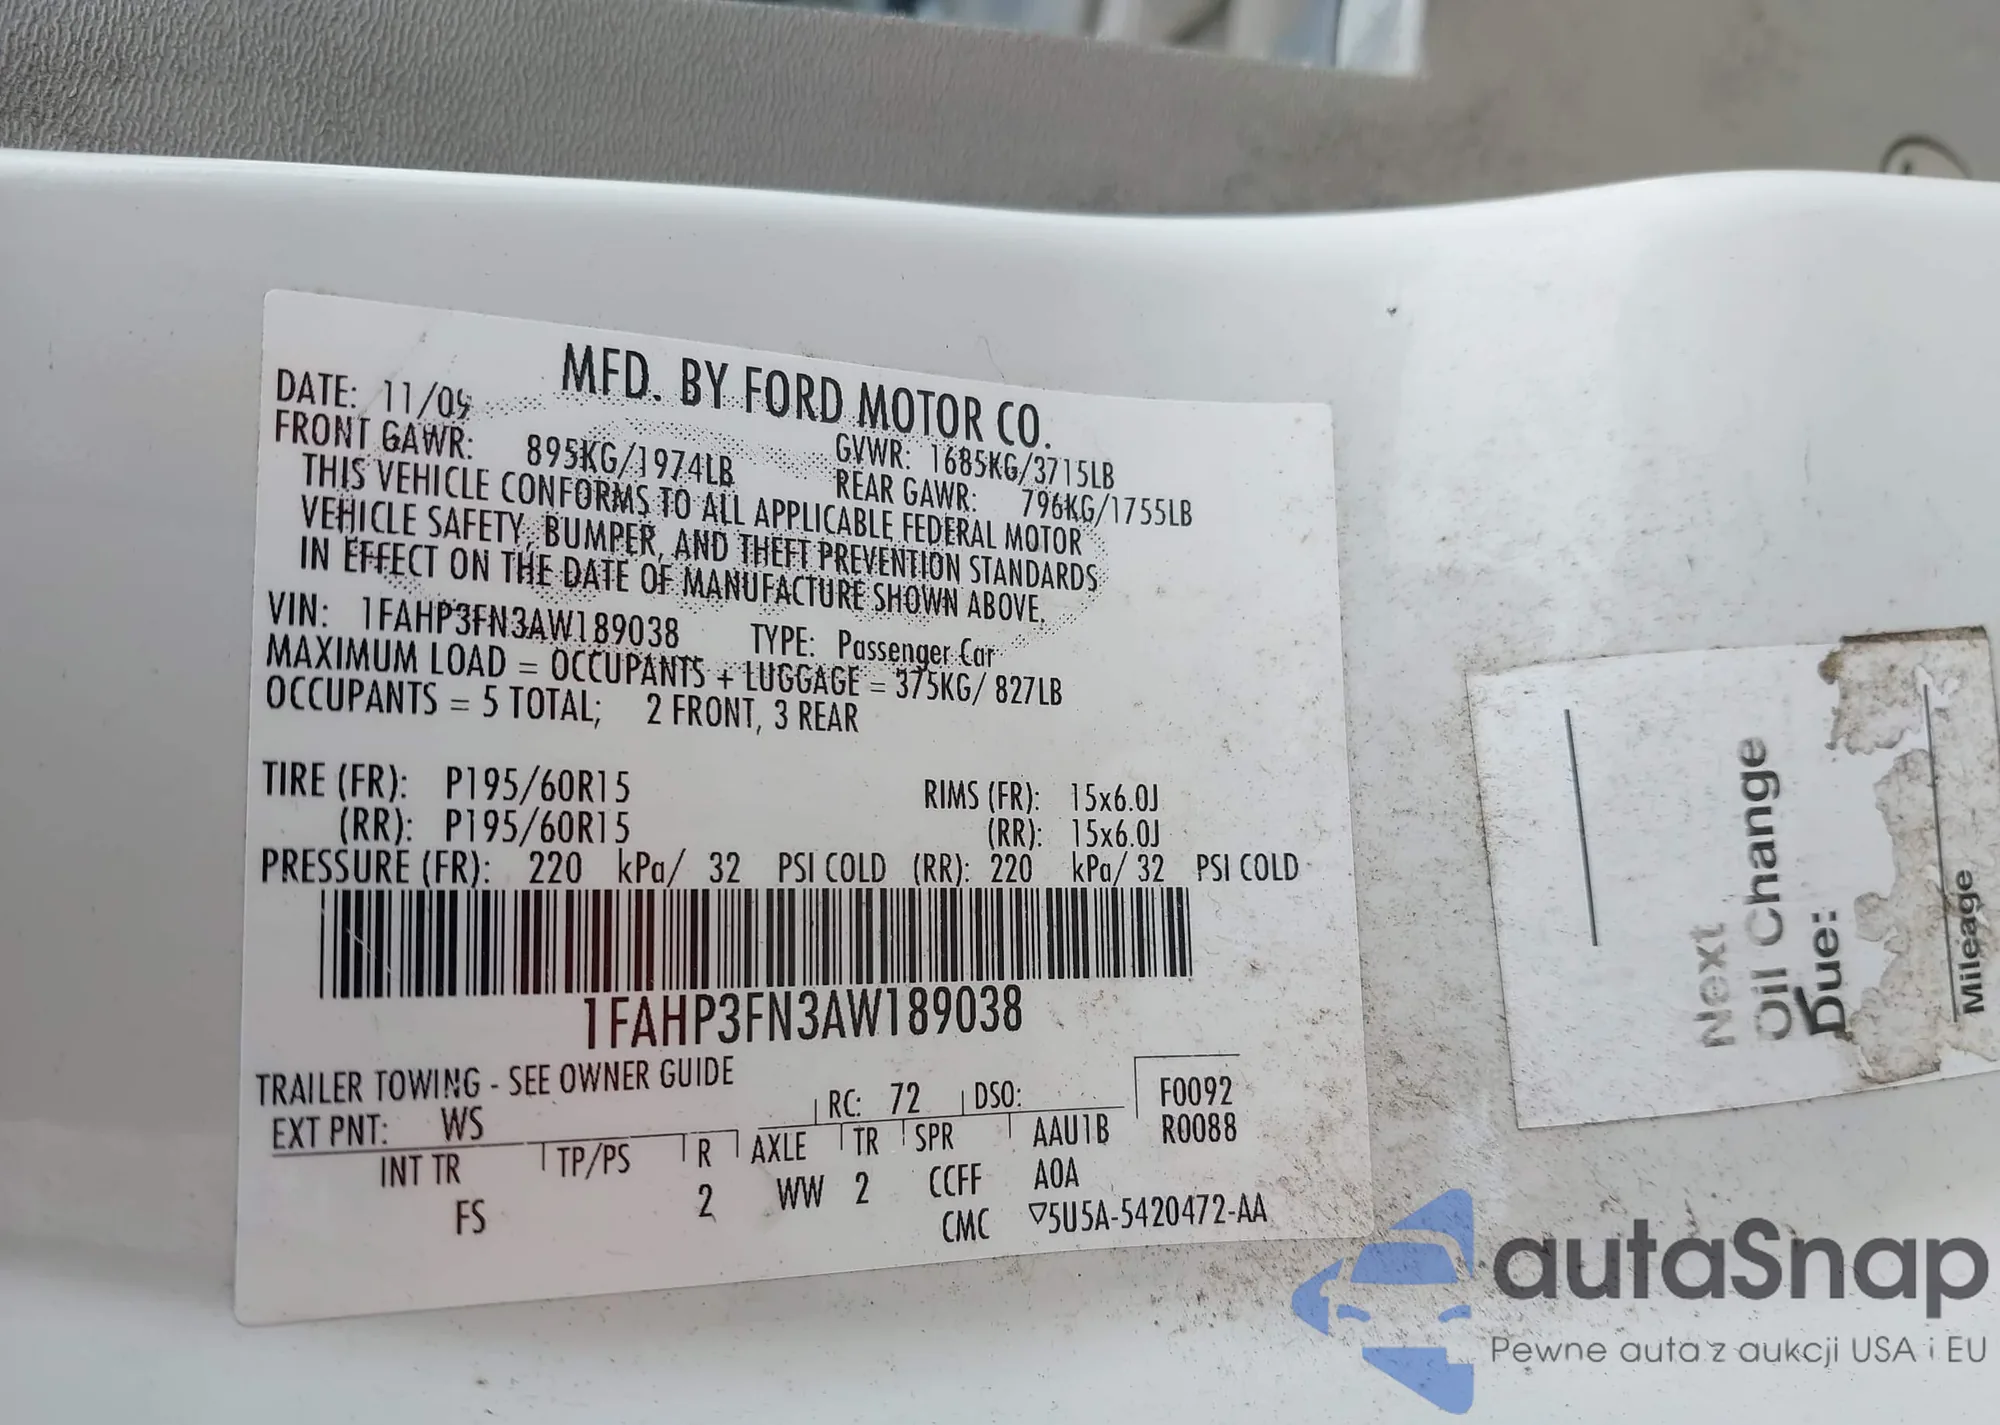 MFD. BY FORD MOTOR CO.
DATE: 11/09
GVWR: 1685KG/3715LB
FRONT GAWR: 895KG/1974LB
REAR GAWR: 796KG/1755LB
THIS VEHICLE CONFORMS TO ALL APPLICABLE FEDERAL MOTOR
VEHICLE SAFETY, BUMPER, AND THEFT PREVENTION STANDARDS
IN EFFECT ON THE DATE OF MANUFACTURE SHOWN ABOVE.
VIN: 1FAHP3FN3AW189038 TYPE: Passenger Car
MAXIMUM LOAD = OCCUPANTS + LUGGAGE = 375KG/ 827LB
OCCUPANTS = 5 TOTAL; 2 FRONT, 3 REAR
TIRE (FR): P195/60R15 RIMS (FR): 15x6.0J
(RR): P195/60R15 (RR): 15x6.0J
PRESSURE (FR): 220 kPa/ 32 PSI COLD (RR): 220 kPa/ 32 PSI COLD
1FAHP3FN3AW189038
TRAILER TOWING - SEE OWNER GUIDE
EXT PNT: WS RC: 72 DSO: F0092
INT TR TP/PS R AXLE TR SPR AAU1B R0088
FS 2 WW 2 CCFF A0A
CMC ▽5U5A-5420472-AA
Next
Oil Change
Due:
Mileage
autaSnap
Pewne auta z aukcji USA i EU